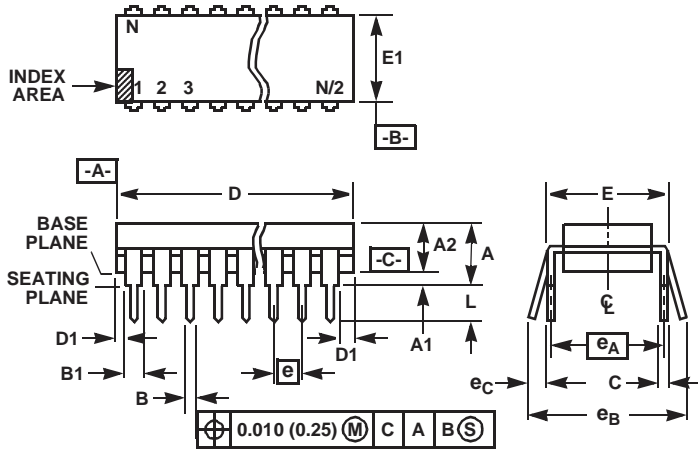 N
E1
INDEX
AREA
1 2 3 N/2
-B-
-A-
D
E
BASE
PLANE
A2
A
-C-
SEATING
PLANE
L
C
L
D1
A1
D1
eA
B1
e
eC
C
B
eB
0.010 (0.25) M C A B S